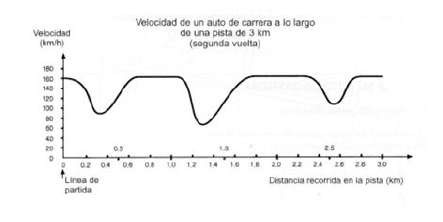 Velocidad de un auto de carrera a lo largo
de una pista de 3 km
(segunda vuelta)
Velocidad
(km/h)
180
160
140
120
100
80
60
40
20
0
0.5
1.5
2.5
0 0.2 0.4 0.6 0.8 1.0 1.2 1.4 1.6 1.8 2.0 2.2 2.4 2.6 2.8 3.0
Línea de
partida
Distancia recorrida en la pista (km)